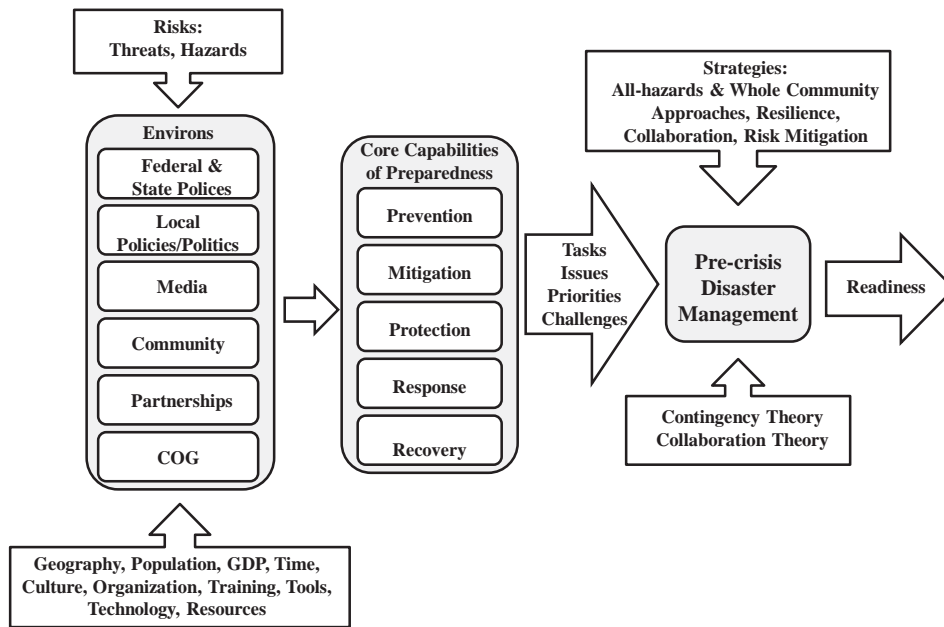 Risks:
Threats, Hazards
Environs
Federal &
State Polices
Local
Policies/Politics
Media
Community
Partnerships
COG
Geography, Population, GDP, Time,
Culture, Organization, Training, Tools,
Technology, Resources
Core Capabilities
of Preparedness
Prevention
Mitigation
Protection
Response
Recovery
Tasks
Issues
Priorities
Challenges
Strategies:
All-hazards & Whole Community
Approaches, Resilience,
Collaboration, Risk Mitigation
Pre-crisis
Disaster
Management
Contingency Theory
Collaboration Theory
Readiness